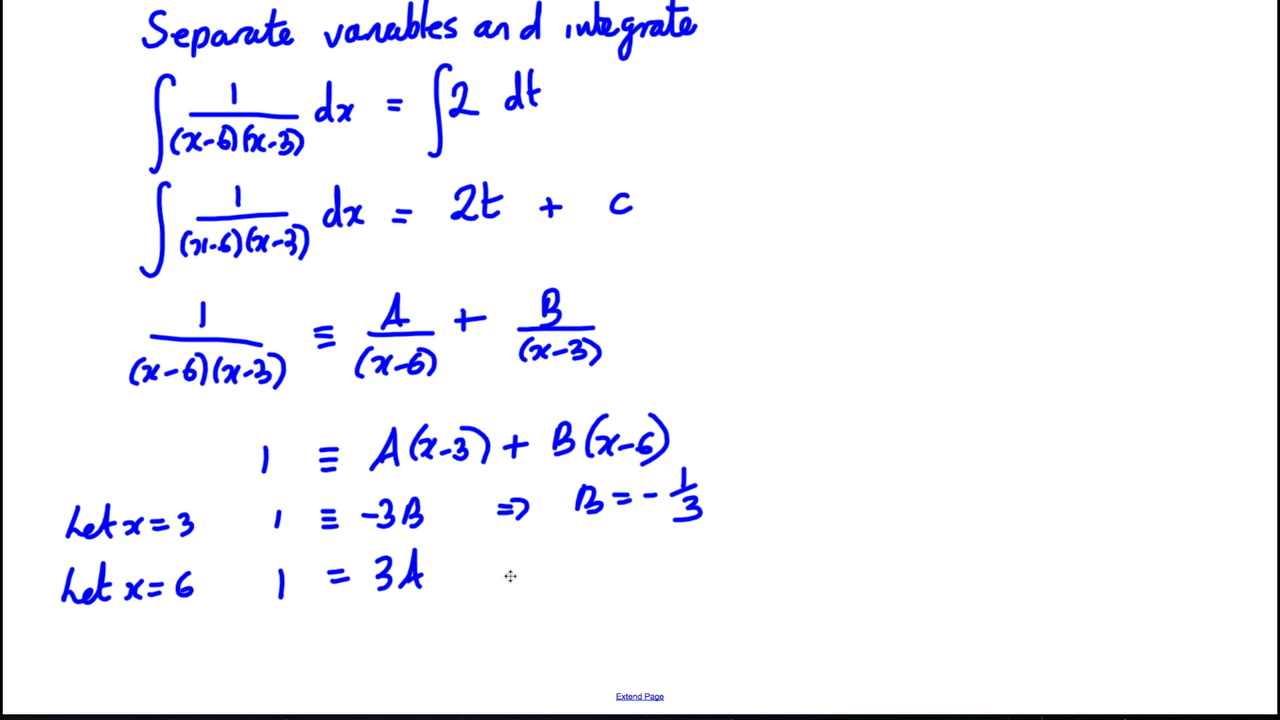 Separate variables and integrate
∫ 1/((x-6)(x-3)) dx = ∫ 2 dt
∫ 1/((x-6)(x-3)) dx = 2t + c
1/((x-6)(x-3)) ≡ A/(x-6) + B/(x-3)
1 ≡ A(x-3) + B(x-6)
Let x=3 1 ≡ -3B ⇒ B = -1/3
Let x=6 1 = 3A
Extend Page